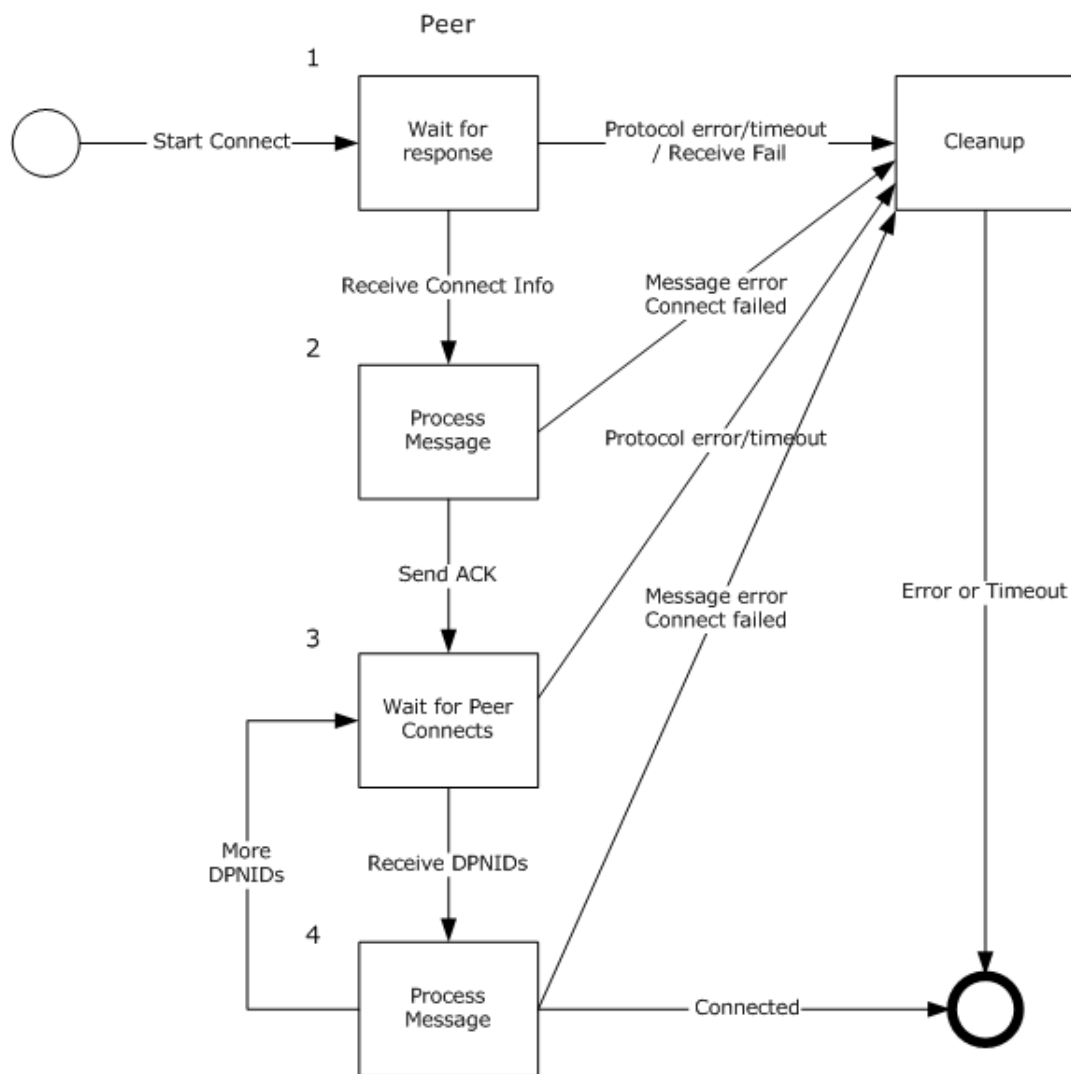 Peer
1
Wait for
response
Start Connect
Protocol error/timeout
/ Receive Fail
Cleanup
Receive Connect Info
Message error
Connect failed
2
Process
Message
Protocol error/timeout
Send ACK
Message error
Connect failed
Error or Timeout
3
Wait for Peer
Connects
More
DPNIDs
Receive DPNIDs
4
Process
Message
Connected